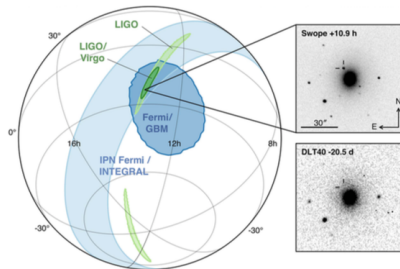 LIGO
LIGO/
Virgo
Fermi/
GBM
IPN Fermi /
INTEGRAL
30°
0°
-30°
-30°
16h
12h
8h
Swope +10.9 h
30"
N
E
DLT40 -20.5 d